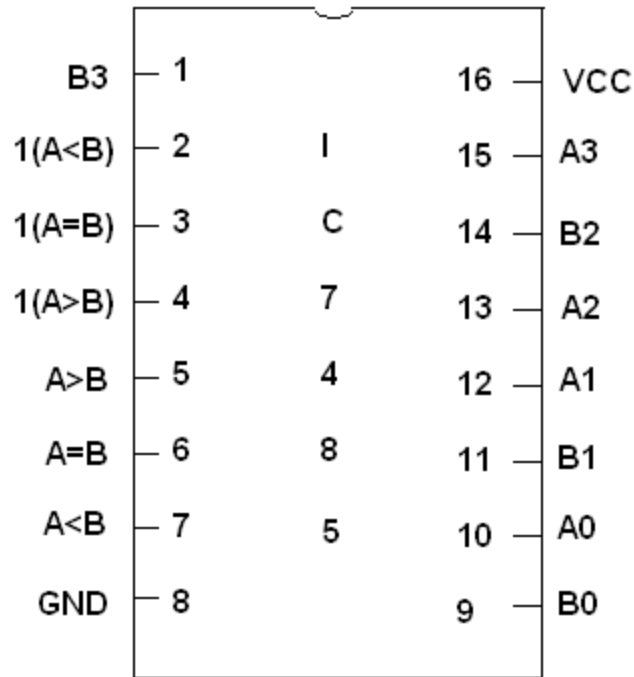 B3 1 16 VCC
1(A<B) 2 I 15 A3
1(A=B) 3 C 14 B2
1(A>B) 4 7 13 A2
A>B 5 4 12 A1
A=B 6 8 11 B1
A<B 7 5 10 A0
GND 8 9 B0